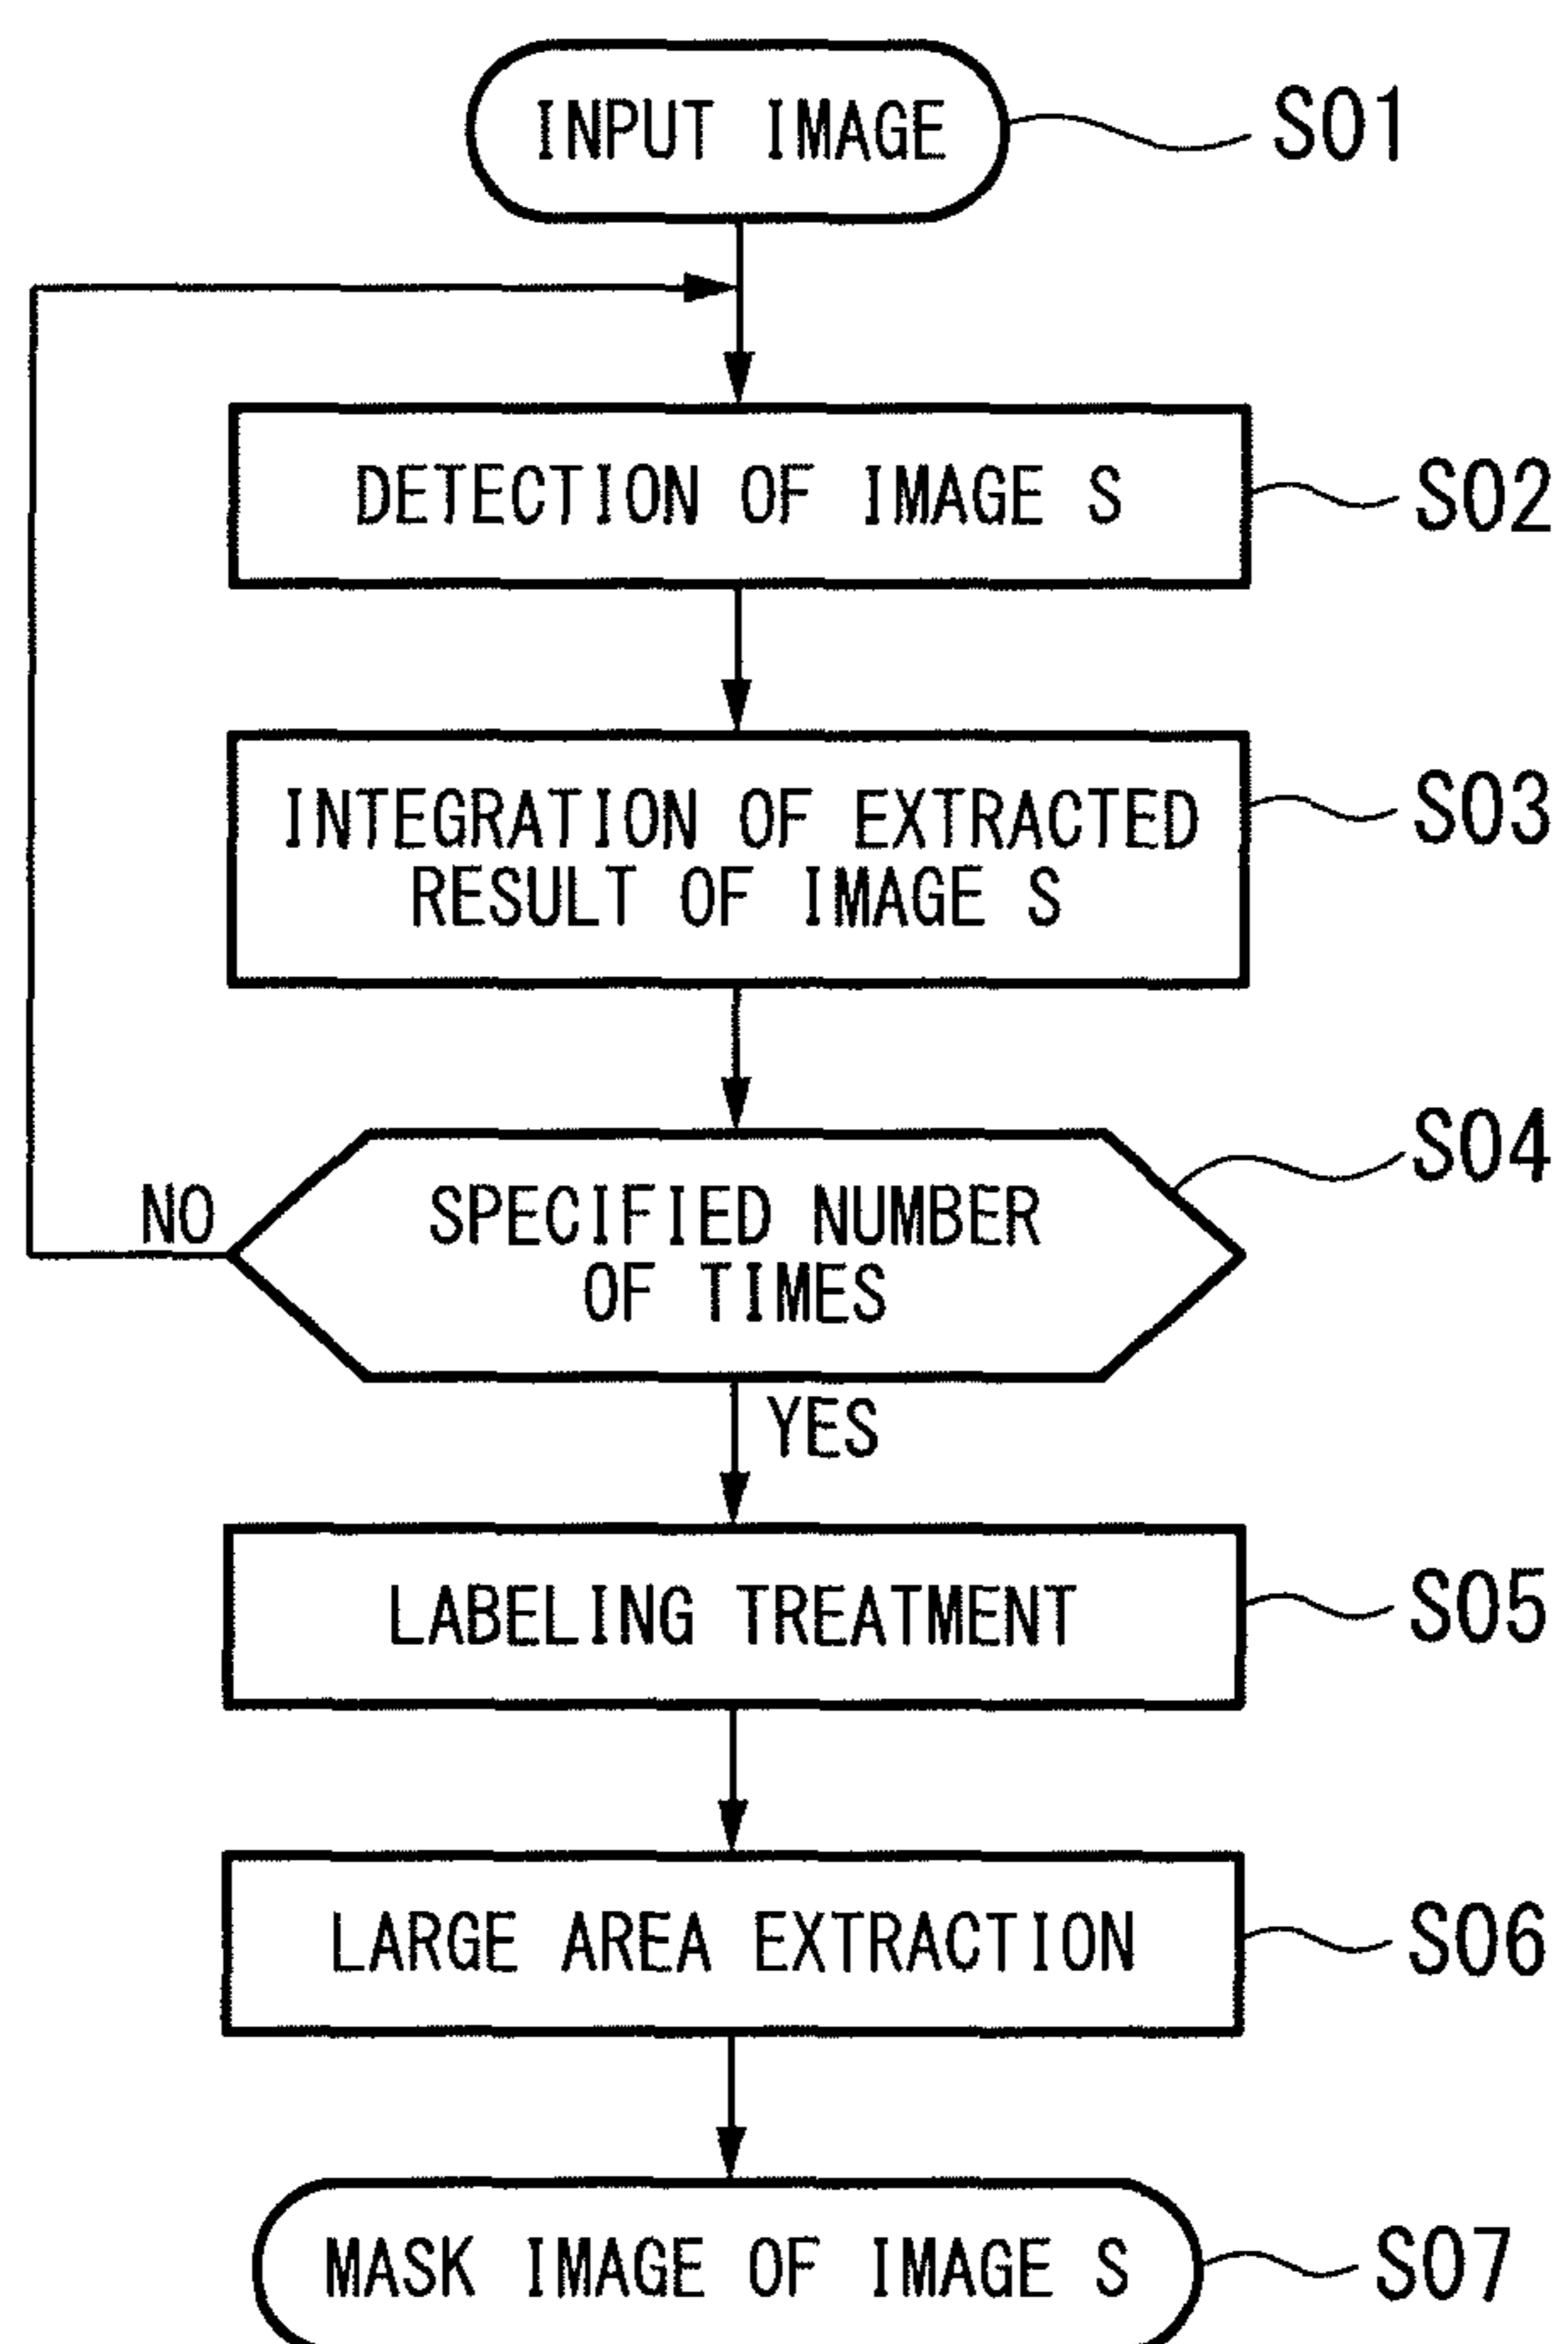 INPUT IMAGE
S01
DETECTION OF IMAGE S
S02
INTEGRATION OF EXTRACTED
RESULT OF IMAGE S
S03
SPECIFIED NUMBER
OF TIMES
S04
NO
YES
LABELING TREATMENT
S05
LARGE AREA EXTRACTION
S06
MASK IMAGE OF IMAGE S
S07